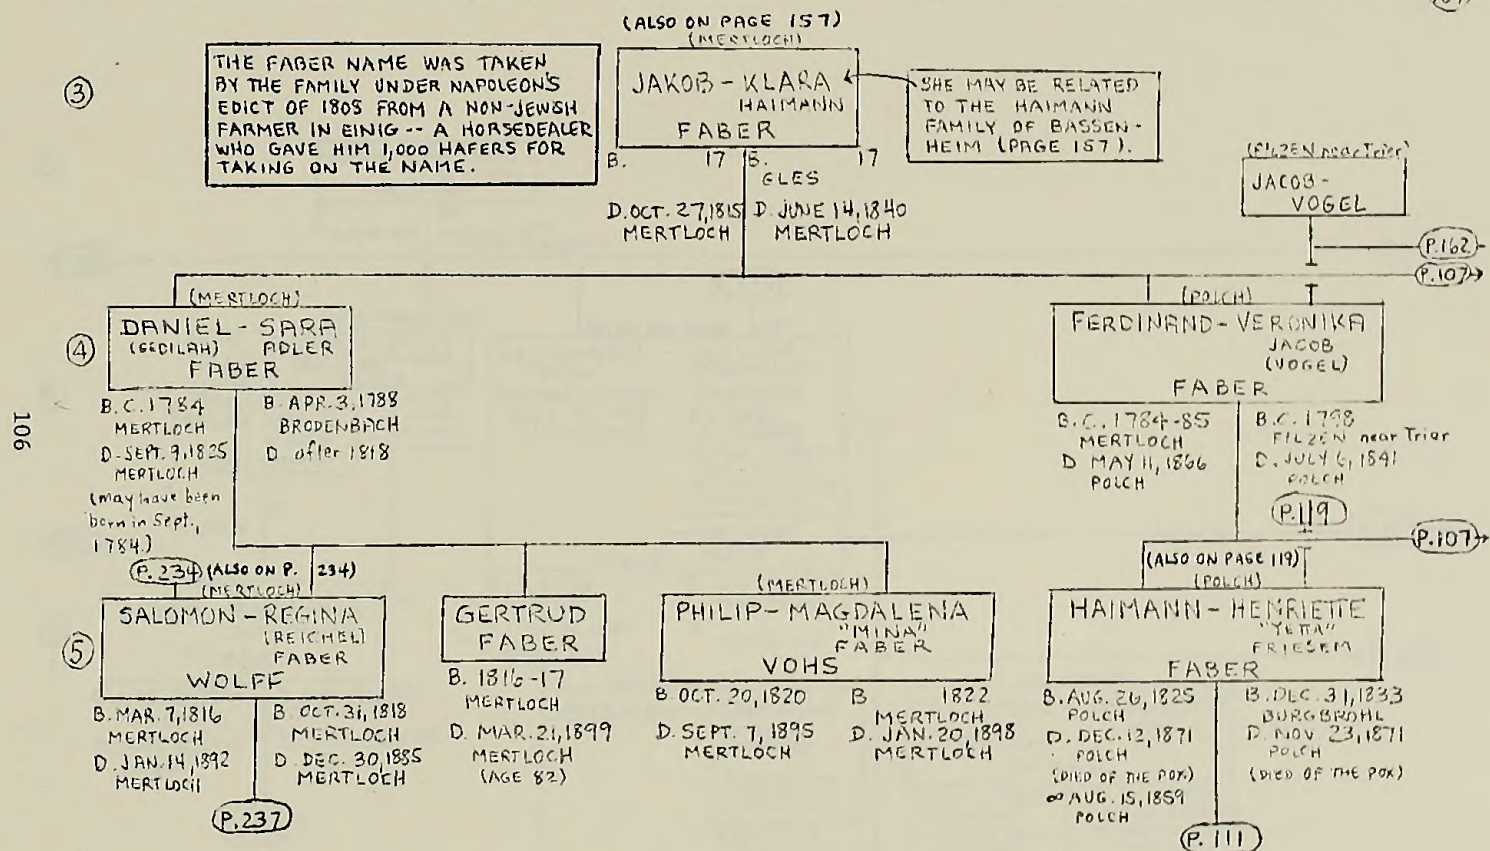 (ALSO ON PAGE 157)
(MERTLOCH)
③
THE FABER NAME WAS TAKEN
BY THE FAMILY UNDER NAPOLEON'S
EDICT OF 1808 FROM A NON-JEWISH
FARMER IN EINIG -- A HORSEDEALER
WHO GAVE HIM 1,000 HAFERS FOR
TAKING ON THE NAME.
JAKOB - KLARA
HAIMANN
FABER
SHE MAY BE RELATED
TO THE HAIMANN
FAMILY OF BASSEN-
HEIM (PAGE 157).
B. 17
B. 17
GLES
D. OCT. 27, 1815
MERTLOCH
D. JUNE 14, 1840
MERTLOCH
(FILZEN near Trier)
JACOB-
VOGEL
P.162
P.107
④
(MERTLOCH)
DANIEL - SARA
(GEDILAH) ADLER
FABER
B. C. 1784
MERTLOCH
D. SEPT. 9, 1825
MERTLOCH
(may have been
born in Sept.,
1784.)
B. APR. 3, 1788
BRODENBACH
D. after 1818
(POLCH)
FERDINAND - VERONIKA
JACOB
(VOGEL)
FABER
B. C. 1784-85
MERTLOCH
D MAY 11, 1866
POLCH
B. C. 1798
FILZEN near Trier
D. JULY 6, 1841
POLCH
106
P.119
P.107
⑤
P.234 (ALSO ON P. 234)
(MERTLOCH)
SALOMON - REGINA
(REICHEL)
FABER
WOLFF
B. MAR. 7, 1816
MERTLOCH
D. JAN. 14, 1892
MERTLOCH
B. OCT. 31, 1818
MERTLOCH
D. DEC. 30, 1885
MERTLOCH
P.237
GERTRUD
FABER
B. 1816-17
MERTLOCH
D. MAR. 21, 1899
MERTLOCH
(AGE 82)
(MERTLOCH)
PHILIP - MAGDALENA
"MINA"
FABER
VOHS
B OCT. 20, 1820
D. SEPT. 7, 1895
MERTLOCH
B 1822
MERTLOCH
D. JAN. 20, 1898
MERTLOCH
(ALSO ON PAGE 119)
(POLCH)
HAIMANN - HENRIETTE
"YETTA"
FRIESEM
FABER
B. AUG. 26, 1825
POLCH
D. DEC. 12, 1871
POLCH
(DIED OF THE POX)
∞ AUG. 15, 1859
POLCH
B. DEC. 31, 1833
BURGBROHL
D. NOV. 23, 1871
POLCH
(DIED OF THE POX)
P.111